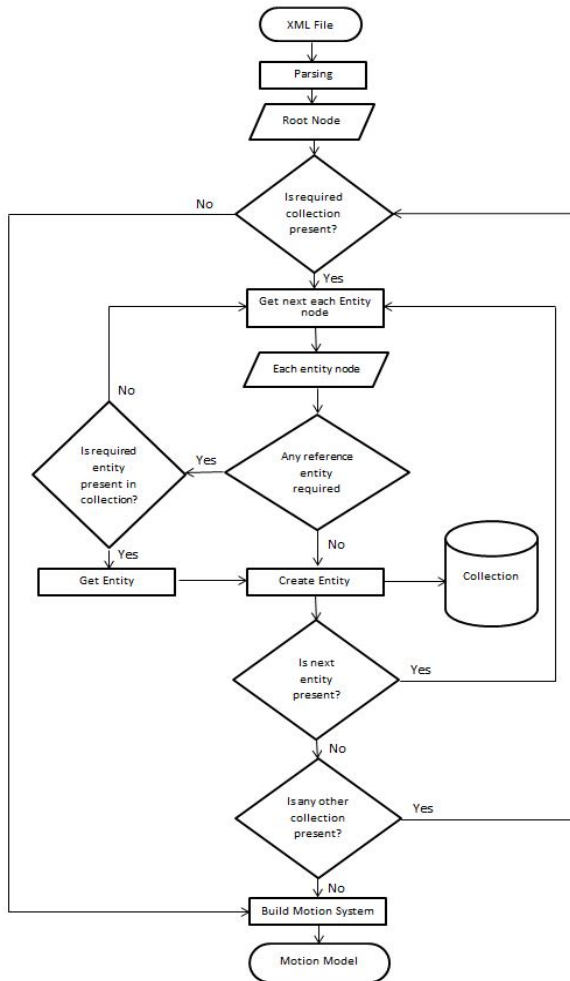 XML File
Parsing
Root Node
Is required
collection
present?
No
Yes
Get next each Entity
node
Each entity node
No
Is required
entity
present in
collection?
Yes
Any reference
entity
required
Yes
No
Get Entity
Create Entity
Collection
Is next
entity
present?
Yes
No
Is any other
collection
present?
Yes
No
Build Motion System
Motion Model